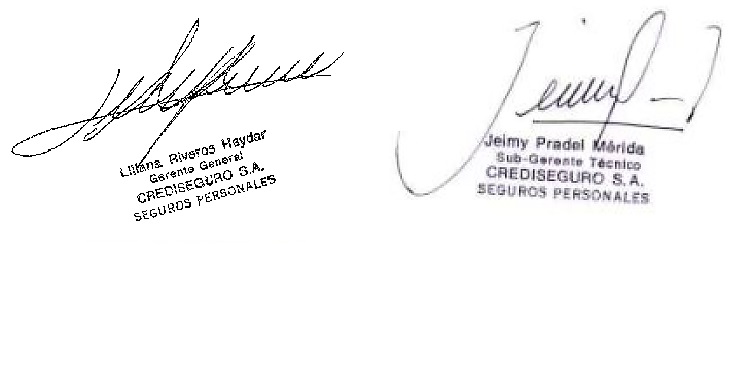 Liliana Riveros Haydar
Gerente General
CREDISEGURO S.A.
SEGUROS PERSONALES
Jeimy Pradel Mérida
Sub-Gerente Técnico
CREDISEGURO S.A.
SEGUROS PERSONALES